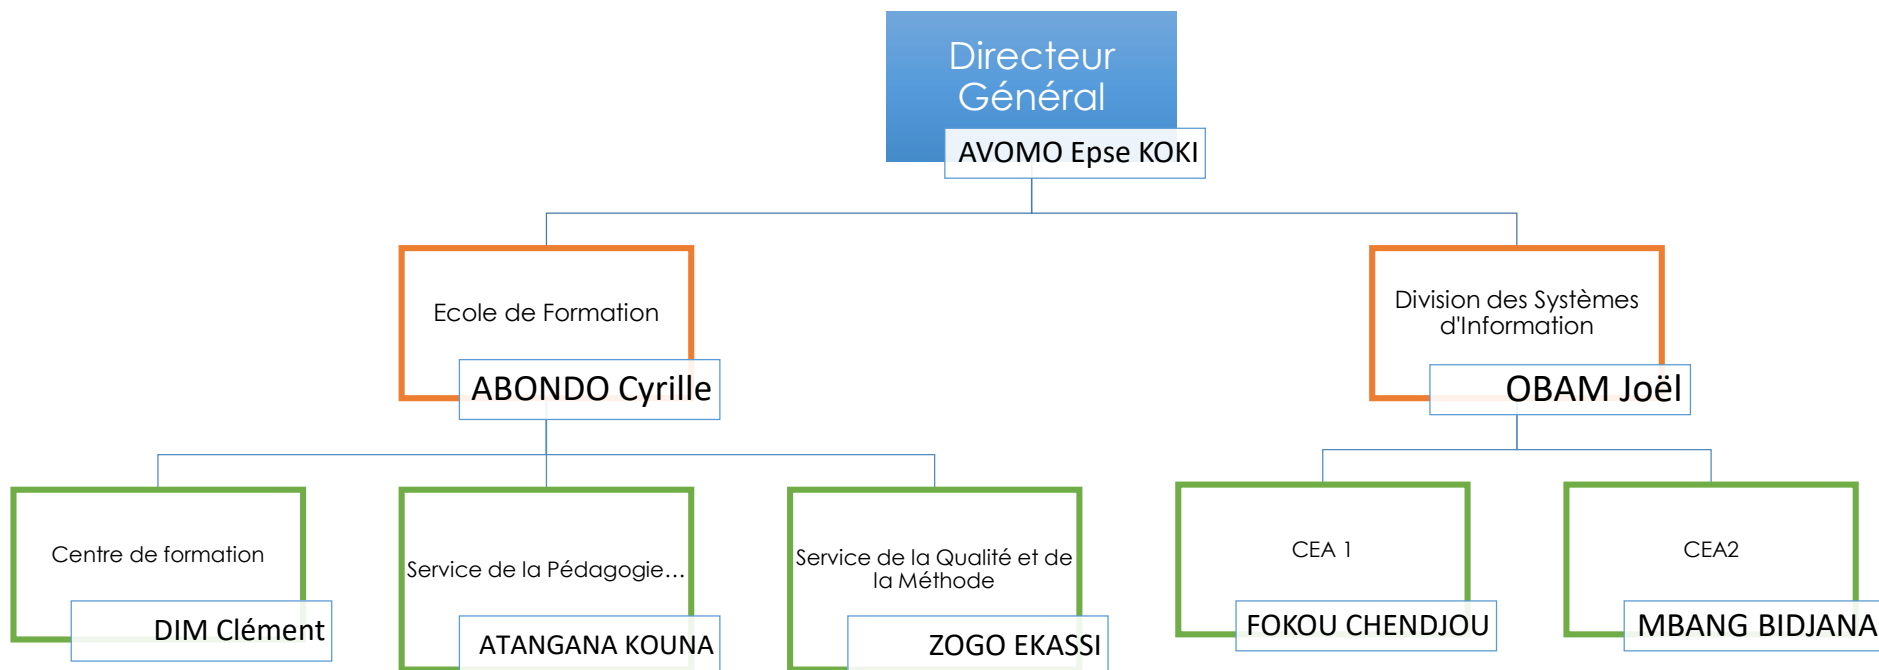 Directeur
Général
AVOMO Epse KOKI
Ecole de Formation
ABONDO Cyrille
Division des Systèmes
d'Information
OBAM Joël
Centre de formation
DIM Clément
Service de la Pédagogie...
ATANGANA KOUNA
Service de la Qualité et de
la Méthode
ZOGO EKASSI
CEA 1
FOKOU CHENDJOU
CEA2
MBANG BIDJANA